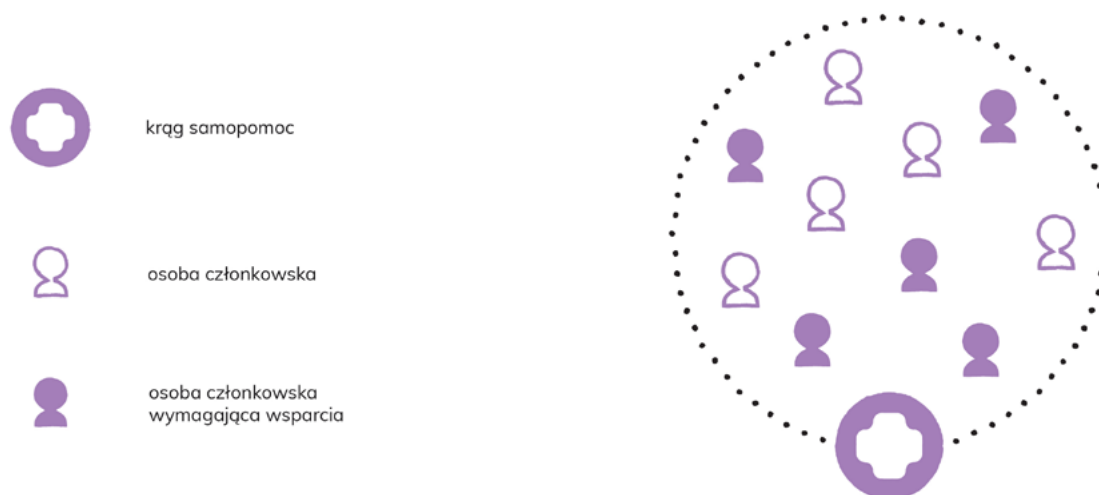 krąg samopomoc
osoba członkowska
osoba członkowska
wymagająca wsparcia